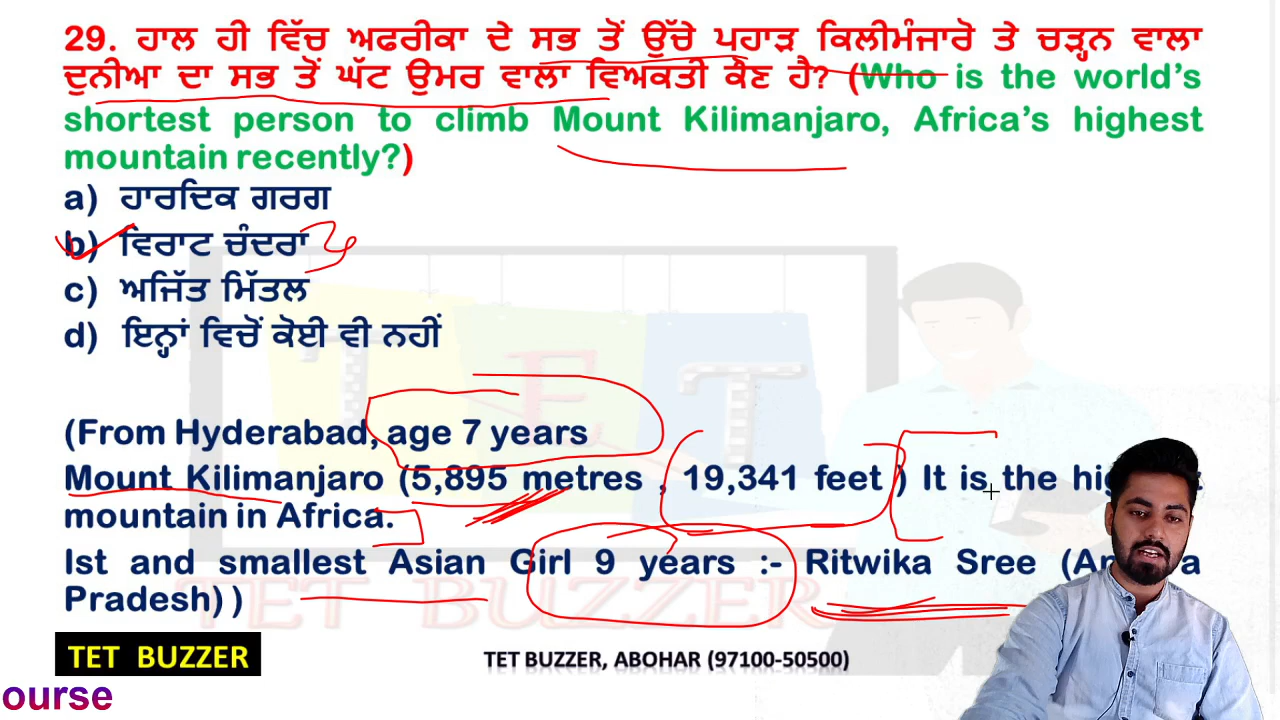 29. ਹਾਲ ਹੀ ਵਿੱਚ ਅਫਰੀਕਾ ਦੇ ਸਭ ਤੋਂ ਉੱਚੇ ਪਹਾੜ ਕਿਲੀਮੰਜਾਰੋ ਤੇ ਚੜ੍ਹਨ ਵਾਲਾ
ਦੁਨੀਆ ਦਾ ਸਭ ਤੋਂ ਘੱਟ ਉਮਰ ਵਾਲਾ ਵਿਅਕਤੀ ਕੌਣ ਹੈ? (Who is the world's
shortest person to climb Mount Kilimanjaro, Africa's highest
mountain recently?)
a) ਹਾਰਦਿਕ ਗਰਗ
b) ਵਿਰਾਟ ਚੰਦਰਾ
c) ਅਜਿੱਤ ਮਿੱਤਲ
d) ਇਨ੍ਹਾਂ ਵਿਚੋਂ ਕੋਈ ਵੀ ਨਹੀਂ
(From Hyderabad, age 7 years
Mount Kilimanjaro (5,895 metres , 19,341 feet ) It is the
mountain in Africa.
Ist and smallest Asian Girl 9 years :- Ritwika Sree
Pradesh) )
TET BUZZER
TET BUZZER
TET BUZZER, ABOHAR (97100-50500)
ourse